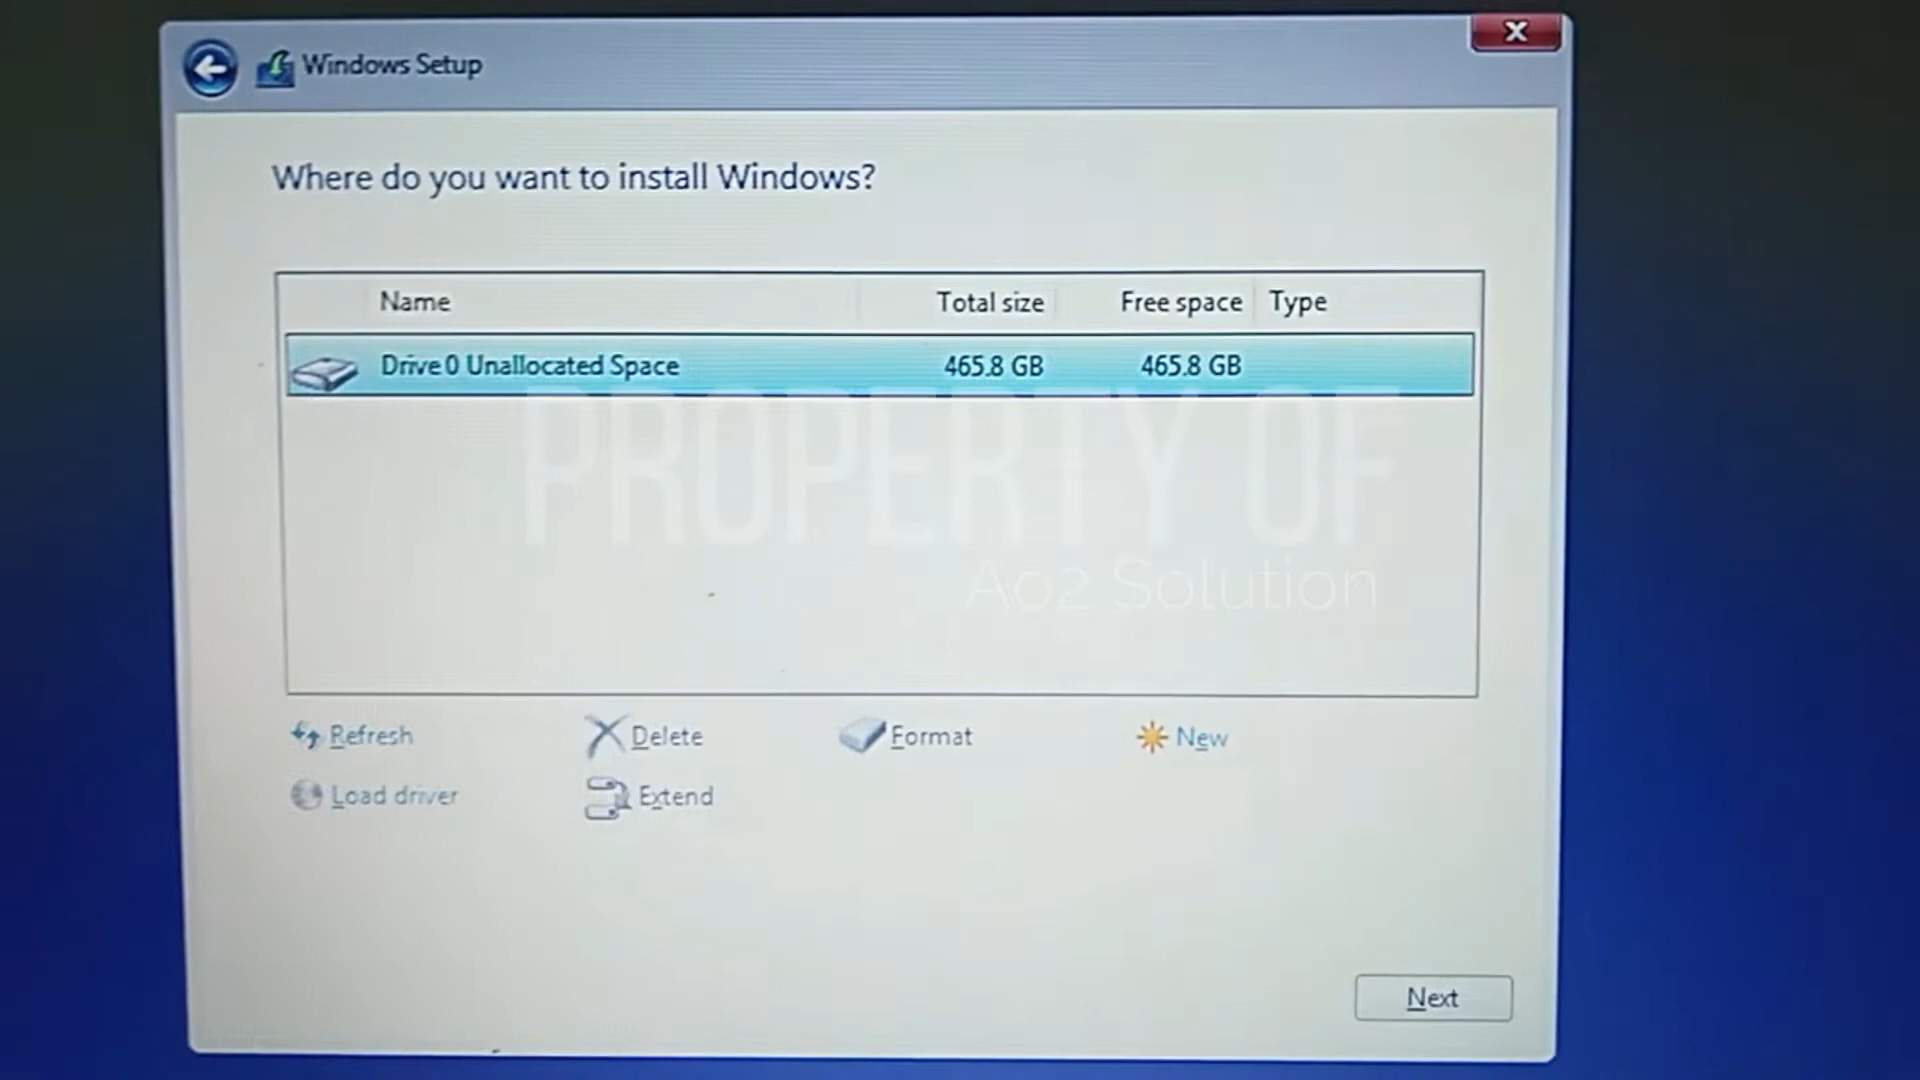 Windows Setup
Where do you want to install Windows?
Name Total size Free space Type
Drive 0 Unallocated Space 465.8 GB 465.8 GB
PROPERTY OF
A02 Solution
Refresh Delete Format New
Load driver Extend
Next